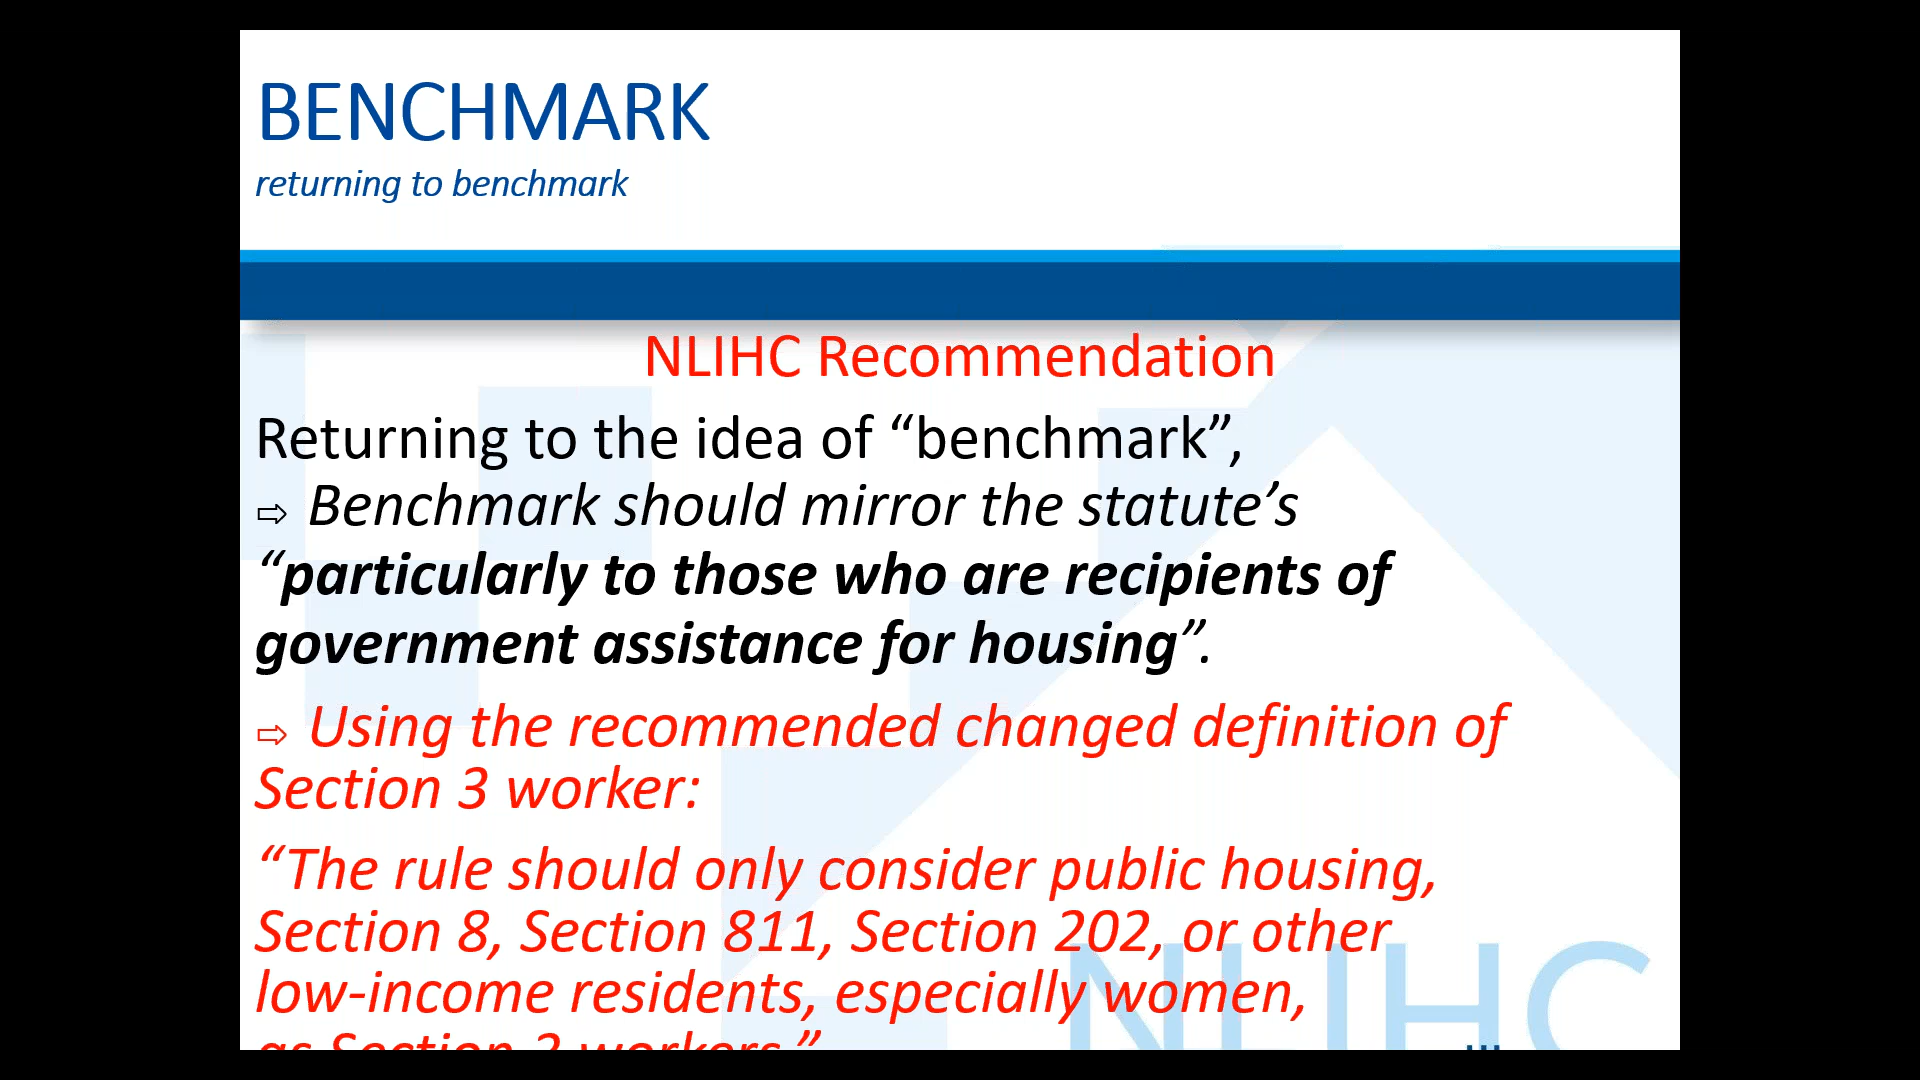 BENCHMARK
returning to benchmark
NLIHC Recommendation
Returning to the idea of “benchmark”,
⇨ Benchmark should mirror the statute’s
“particularly to those who are recipients of
government assistance for housing”.
⇨ Using the recommended changed definition of
Section 3 worker:
“The rule should only consider public housing,
Section 8, Section 811, Section 202, or other
low-income residents, especially women,
as Section 3 workers.”
NLIHC